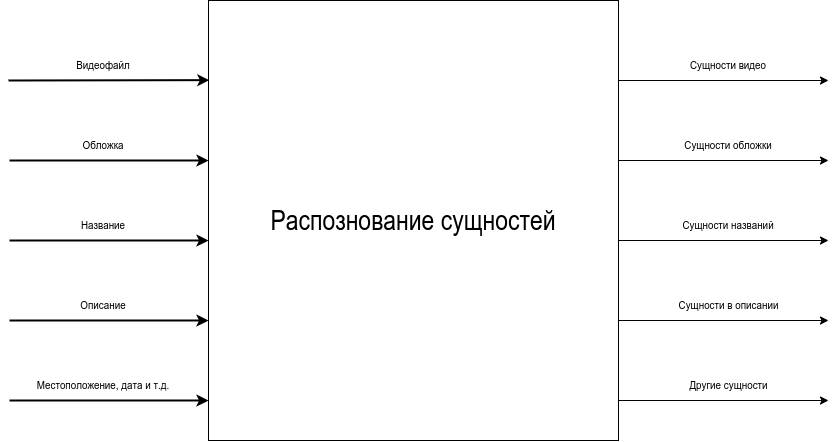 Видеофайл
Сущности видео
Обложка
Сущности обложки
Название
Сущности названий
Распознование сущностей
Описание
Сущности в описании
Местоположение, дата и т.д.
Другие сущности